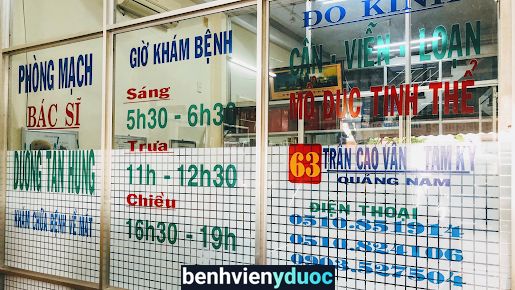 PHÒNG MẠCH
BÁC SĨ
DƯƠNG TẤN HÙNG
KHÁM CHỮA BỆNH VỀ MẮT
GIỜ KHÁM BỆNH
Sáng
5h30 - 6h30
Trưa
11h - 12h30
Chiều
16h30 - 19h
ĐO KÍNH
CẬN - VIỄN - LOẠN
MỔ ĐỤC TINH THỂ
63 TRẦN CAO VÂN - TAM KỲ
QUẢNG NAM
ĐIỆN THOẠI
0510.851914
0510.824106
0903.527504
benhvienyduoc